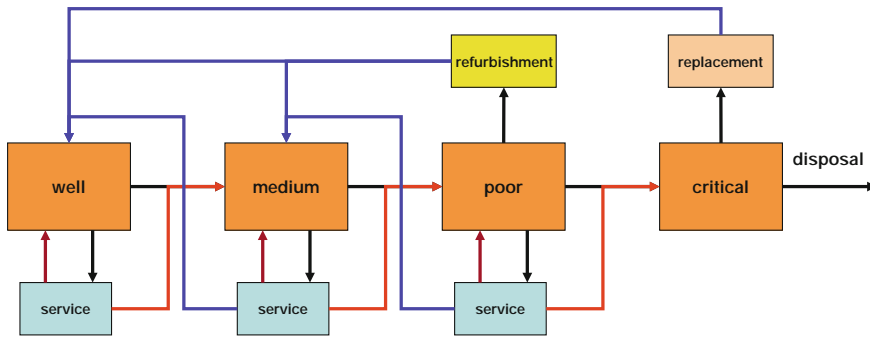 refurbishment
replacement
disposal
well
medium
poor
critical
service
service
service